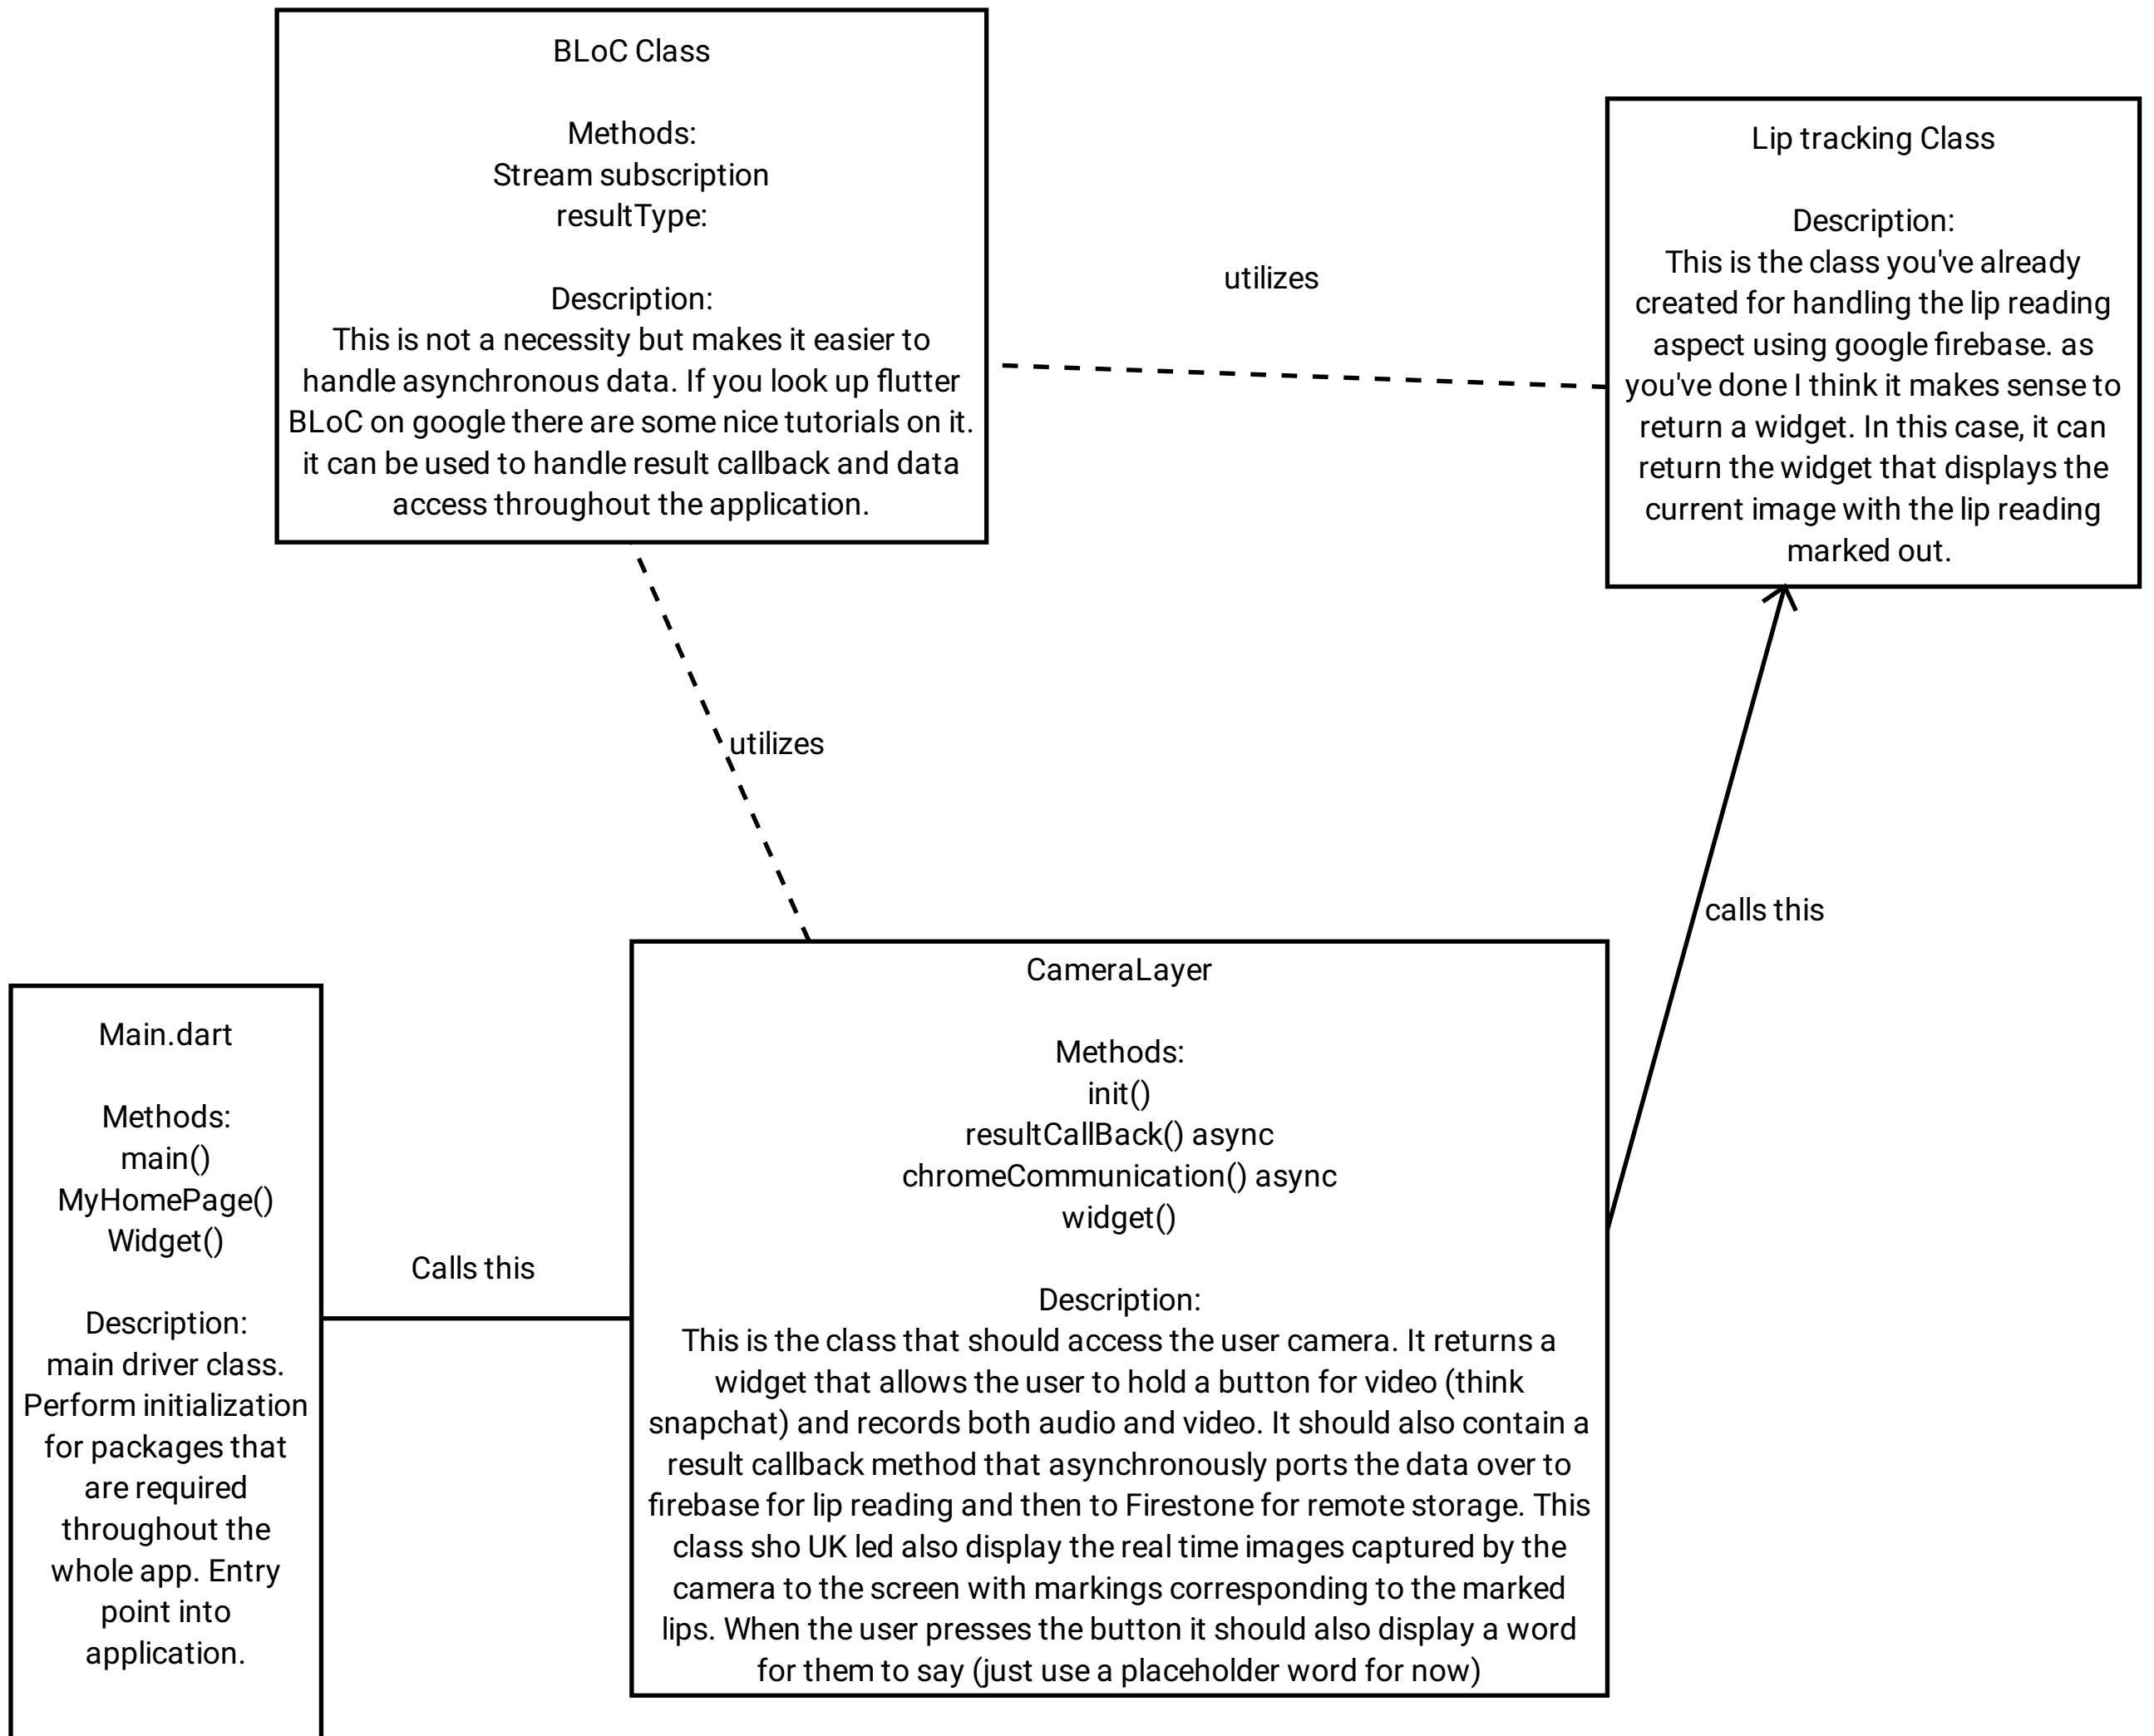 BLoC Class
Methods:
Stream subscription
resultType:
Description:
This is not a necessity but makes it easier to
handle asynchronous data. If you look up flutter
BLoC on google there are some nice tutorials on it.
it can be used to handle result callback and data
access throughout the application.
utilizes
Lip tracking Class
Description:
This is the class you've already
created for handling the lip reading
aspect using google firebase. as
you've done I think it makes sense to
return a widget. In this case, it can
return the widget that displays the
current image with the lip reading
marked out.
utilizes
calls this
Main.dart
Methods:
main()
MyHomePage()
Widget()
Description:
main driver class.
Perform initialization
for packages that
are required
throughout the
whole app. Entry
point into
application.
Calls this
CameraLayer
Methods:
init()
resultCallBack() async
chromeCommunication() async
widget()
Description:
This is the class that should access the user camera. It returns a
widget that allows the user to hold a button for video (think
snapchat) and records both audio and video. It should also contain a
result callback method that asynchronously ports the data over to
firebase for lip reading and then to Firestone for remote storage. This
class sho UK led also display the real time images captured by the
camera to the screen with markings corresponding to the marked
lips. When the user presses the button it should also display a word
for them to say (just use a placeholder word for now)